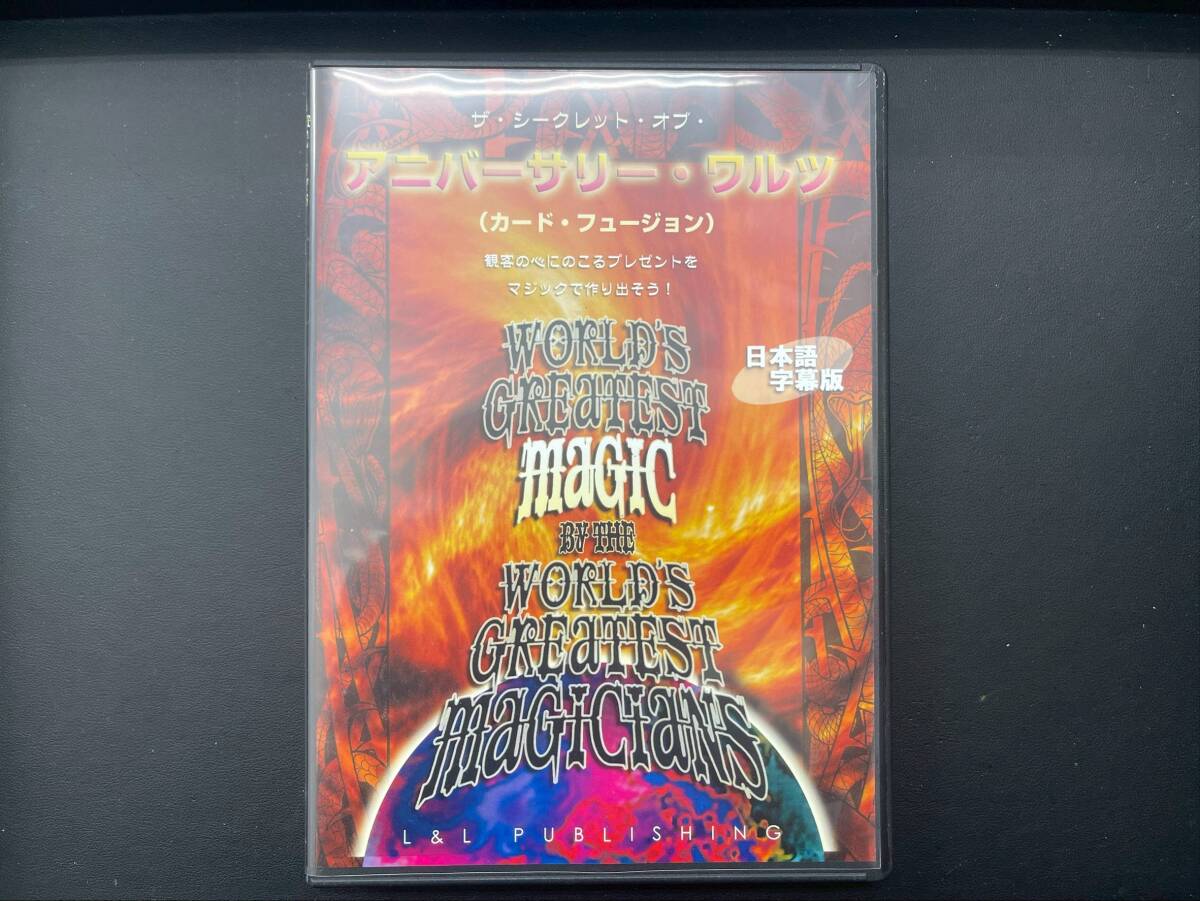 ザ・シークレット・オブ・
アニバーサリー・ワルツ
（カード・フュージョン）
観客の心にのこるプレゼントを
マジックで作り出そう！
WORLD'S
GREATEST
MAGIC
BY THE
WORLD'S
GREATEST
MAGICIANS
日本語
字幕版
L&L PUBLISHING